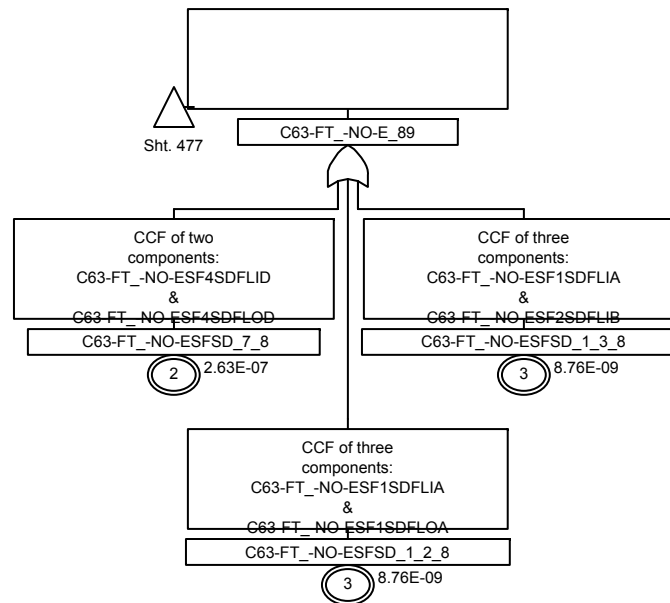 Sht. 477
C63-FT_-NO-E_89
CCF of two
components:
C63-FT_-NO-ESF4SDFLID
&
C63-FT_-NO-ESF4SDFLOD
C63-FT_-NO-ESFSD_7_8
2
2.63E-07
CCF of three
components:
C63-FT_-NO-ESF1SDFLIA
&
C63-FT_-NO-ESF2SDFLIB
C63-FT_-NO-ESFSD_1_3_8
3
8.76E-09
CCF of three
components:
C63-FT_-NO-ESF1SDFLIA
&
C63-FT_-NO-ESF1SDFLOA
C63-FT_-NO-ESFSD_1_2_8
3
8.76E-09